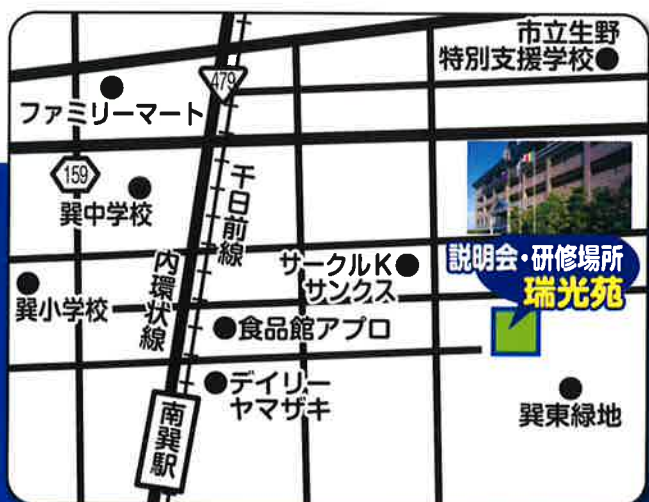 市立生野
特別支援学校
479
ファミリーマート
159
巽中学校
千日前線
内環状線
説明会・研修場所
瑞光苑
サークルK
サンクス
巽小学校
食品館アプロ
デイリー
ヤマザキ
南巽駅
巽東緑地